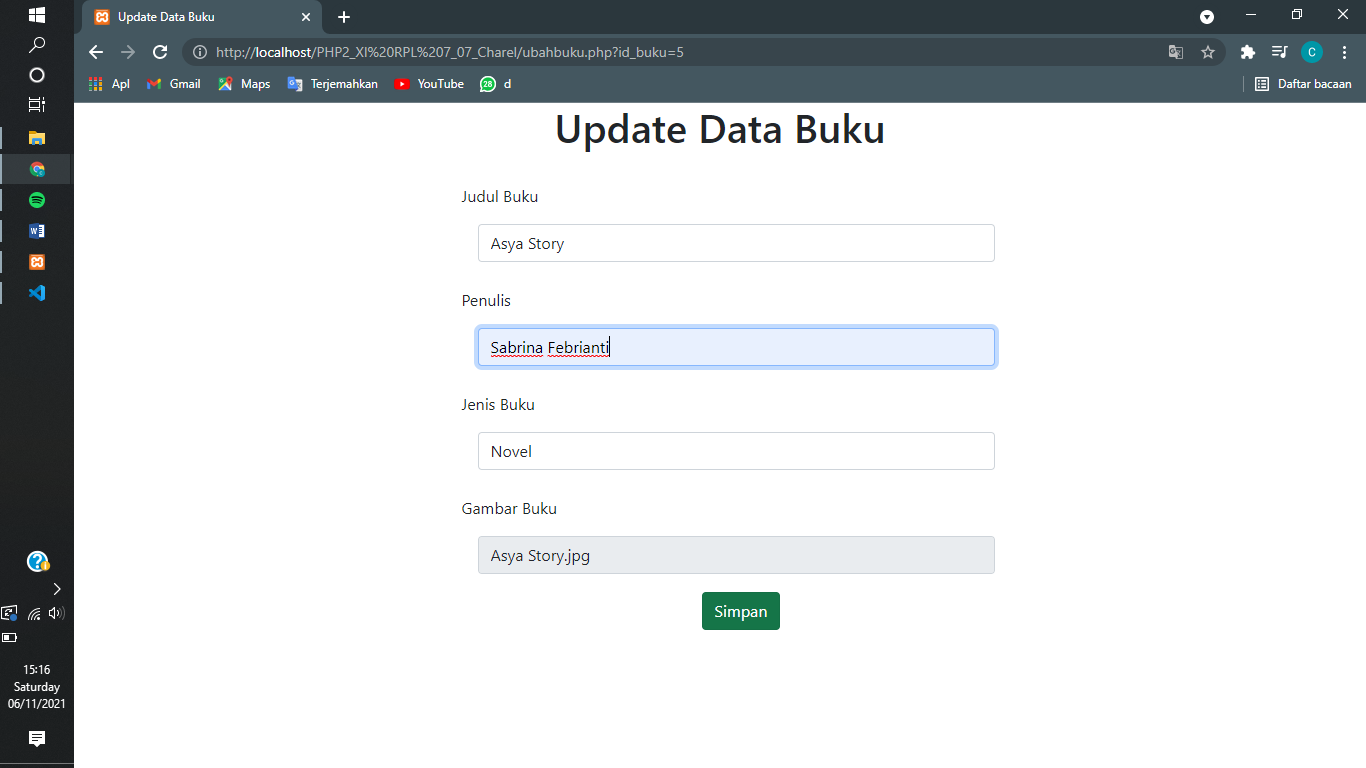 Update Data Buku
http://localhost/PHP2_XI%20RPL%207_07_Charel/ubahbuku.php?id_buku=5
C
Apl
Gmail
Maps
Terjemahkan
YouTube
28
d
Daftar bacaan
Update Data Buku
Judul Buku
Asya Story
Penulis
Sabrina Febrianti
Jenis Buku
Novel
Gambar Buku
Asya Story.jpg
Simpan
15:16
Saturday
06/11/2021